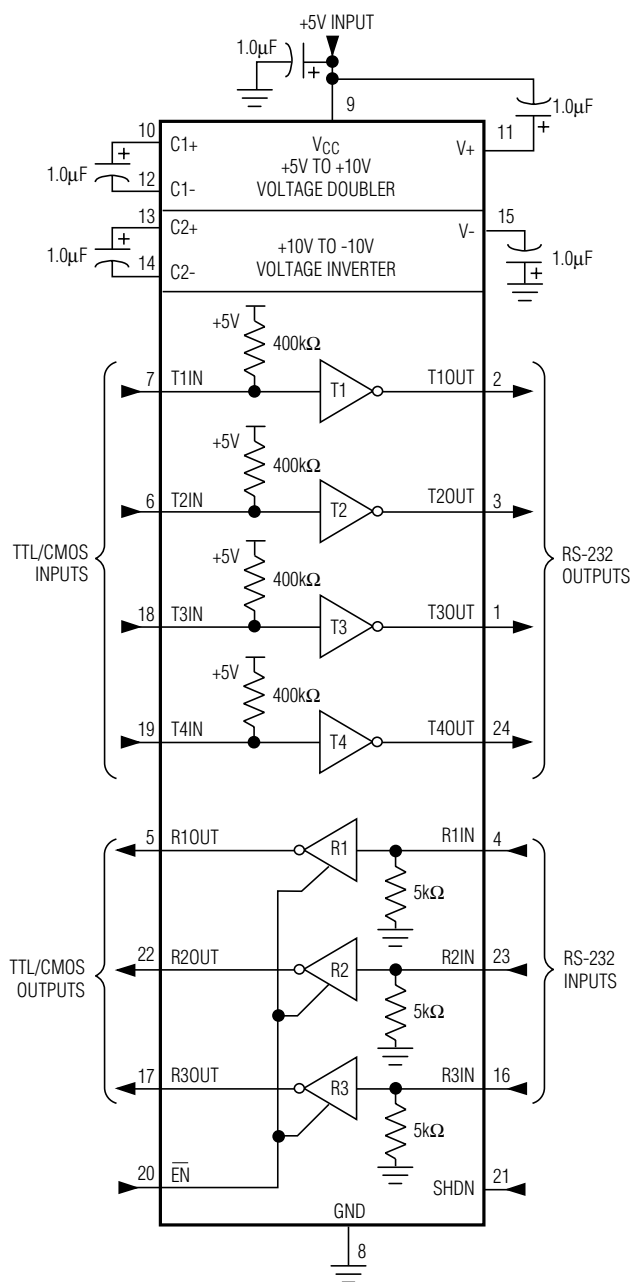 +5V INPUT
1.0µF
1.0µF
9
10
C1+
VCC
V+
11
+5V TO +10V
VOLTAGE DOUBLER
1.0µF
12
C1-
13
C2+
V-
15
+10V TO -10V
VOLTAGE INVERTER
1.0µF
14
C2-
1.0µF
+5V
400kΩ
7
T1IN
T1
T1OUT
2
+5V
400kΩ
6
T2IN
T2
T2OUT
3
TTL/CMOS
INPUTS
RS-232
OUTPUTS
+5V
400kΩ
18
T3IN
T3
T3OUT
1
+5V
400kΩ
19
T4IN
T4
T4OUT
24
5
R1OUT
R1
R1IN
4
5kΩ
22
R2OUT
R2
R2IN
23
TTL/CMOS
OUTPUTS
RS-232
INPUTS
5kΩ
17
R3OUT
R3
R3IN
16
5kΩ
20
E̅N̅
SHDN
21
GND
8
+
+
+
+
+